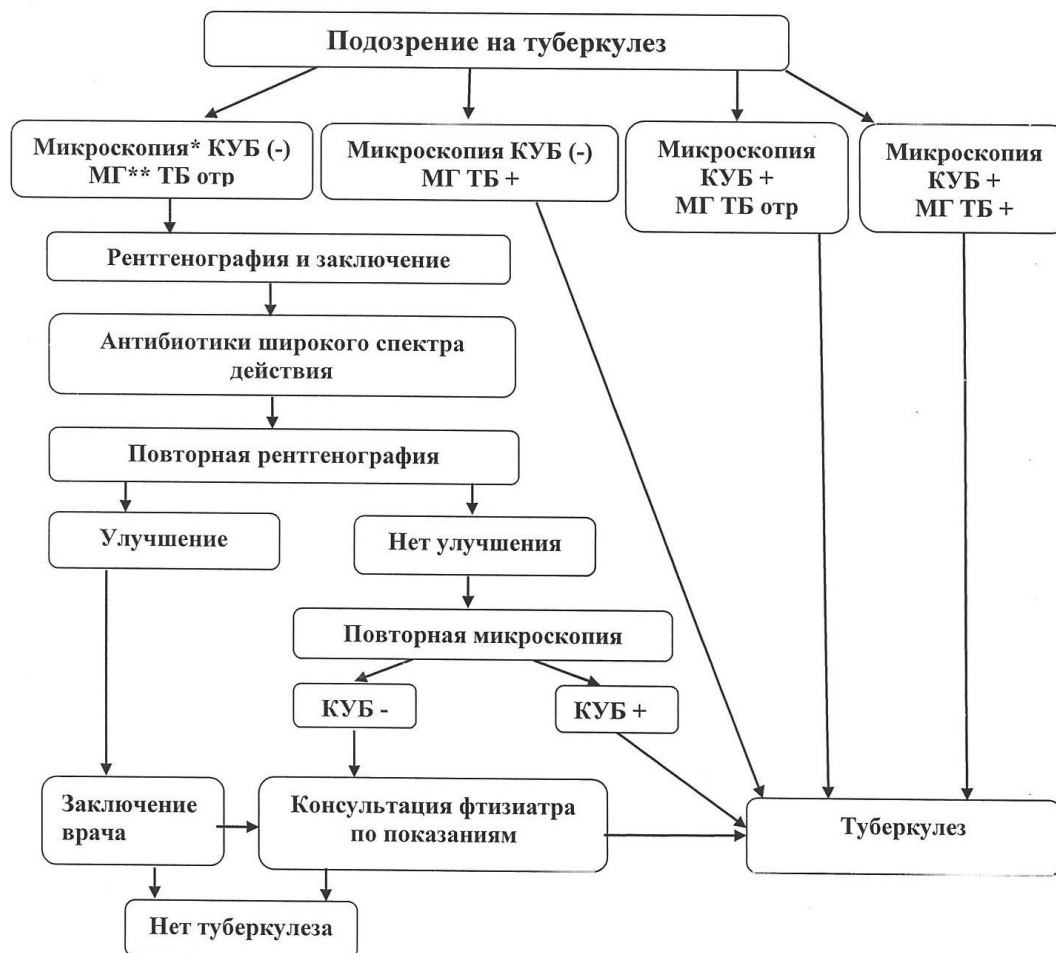 Подозрение на туберкулез
Микроскопия* КУБ (-)
МГ** ТБ отр
Микроскопия КУБ (-)
МГ ТБ +
Микроскопия
КУБ +
МГ ТБ отр
Микроскопия
КУБ +
МГ ТБ +
Рентгенография и заключение
Антибиотики широкого спектра
действия
Повторная рентгенография
Улучшение
Нет улучшения
Повторная микроскопия
КУБ -
КУБ +
Заключение
врача
Консультация фтизиатра
по показаниям
Туберкулез
Нет туберкулеза